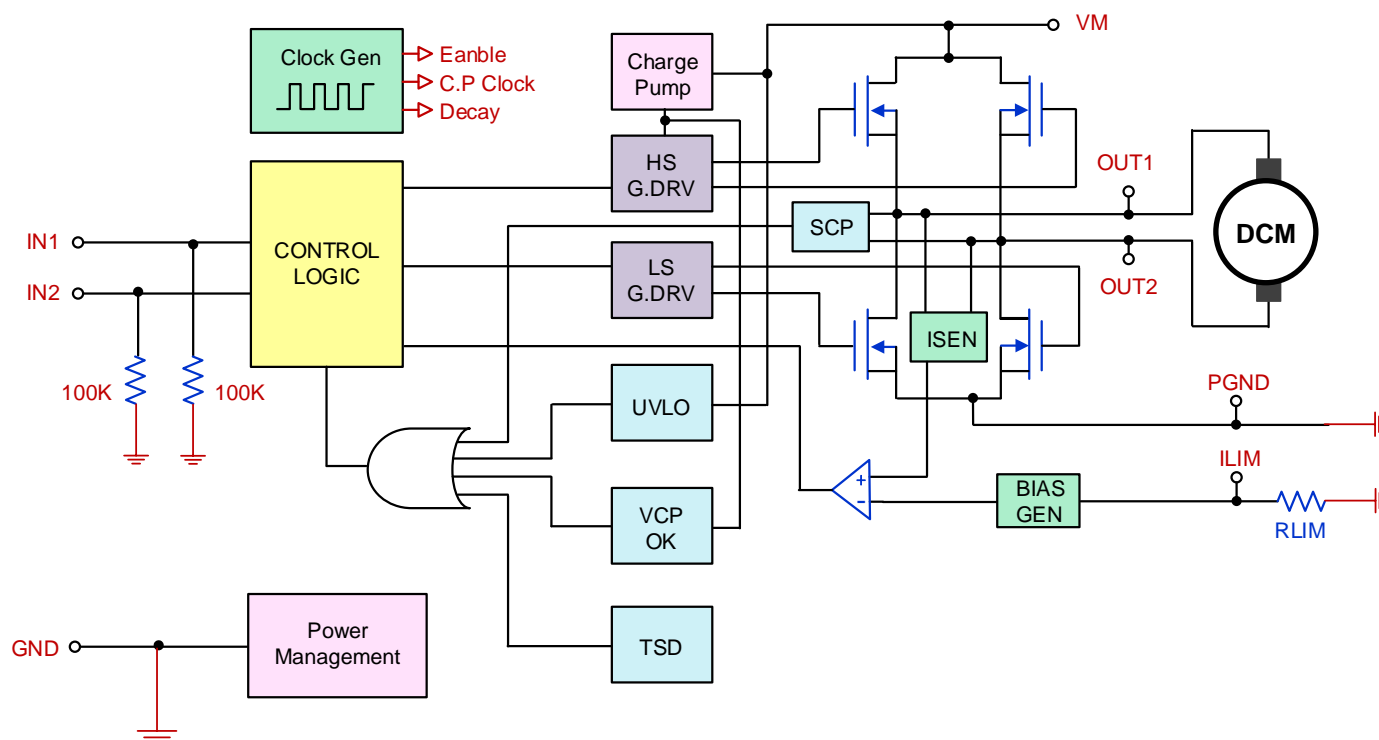 VM
Clock Gen
Eanble
C.P Clock
Decay
Charge
Pump
HS
G.DRV
OUT1
SCP
DCM
IN1
CONTROL
LOGIC
LS
G.DRV
OUT2
IN2
ISEN
100K
100K
UVLO
PGND
ILIM
+
-
BIAS
GEN
RLIM
VCP
OK
Power
Management
GND
TSD